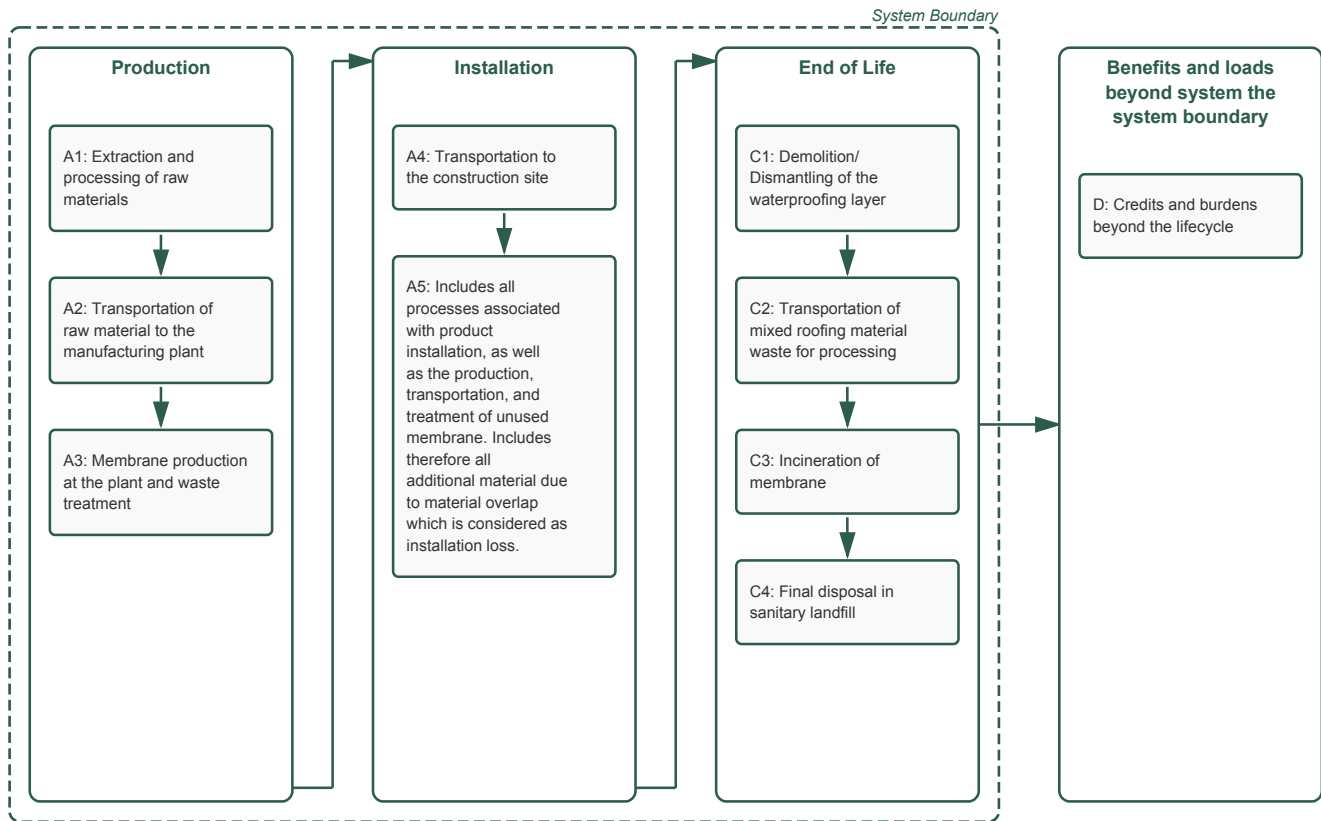 System Boundary
Production
A1: Extraction and
processing of raw
materials
A2: Transportation of
raw material to the
manufacturing plant
A3: Membrane production
at the plant and waste
treatment
Installation
A4: Transportation to
the construction site
A5: Includes all
processes associated
with product
installation, as well
as the production,
transportation, and
treatment of unused
membrane. Includes
therefore all
additional material due
to material overlap
which is considered as
installation loss.
End of Life
C1: Demolition/
Dismantling of the
waterproofing layer
C2: Transportation of
mixed roofing material
waste for processing
C3: Incineration of
membrane
C4: Final disposal in
sanitary landfill
Benefits and loads
beyond system the
system boundary
D: Credits and burdens
beyond the lifecycle